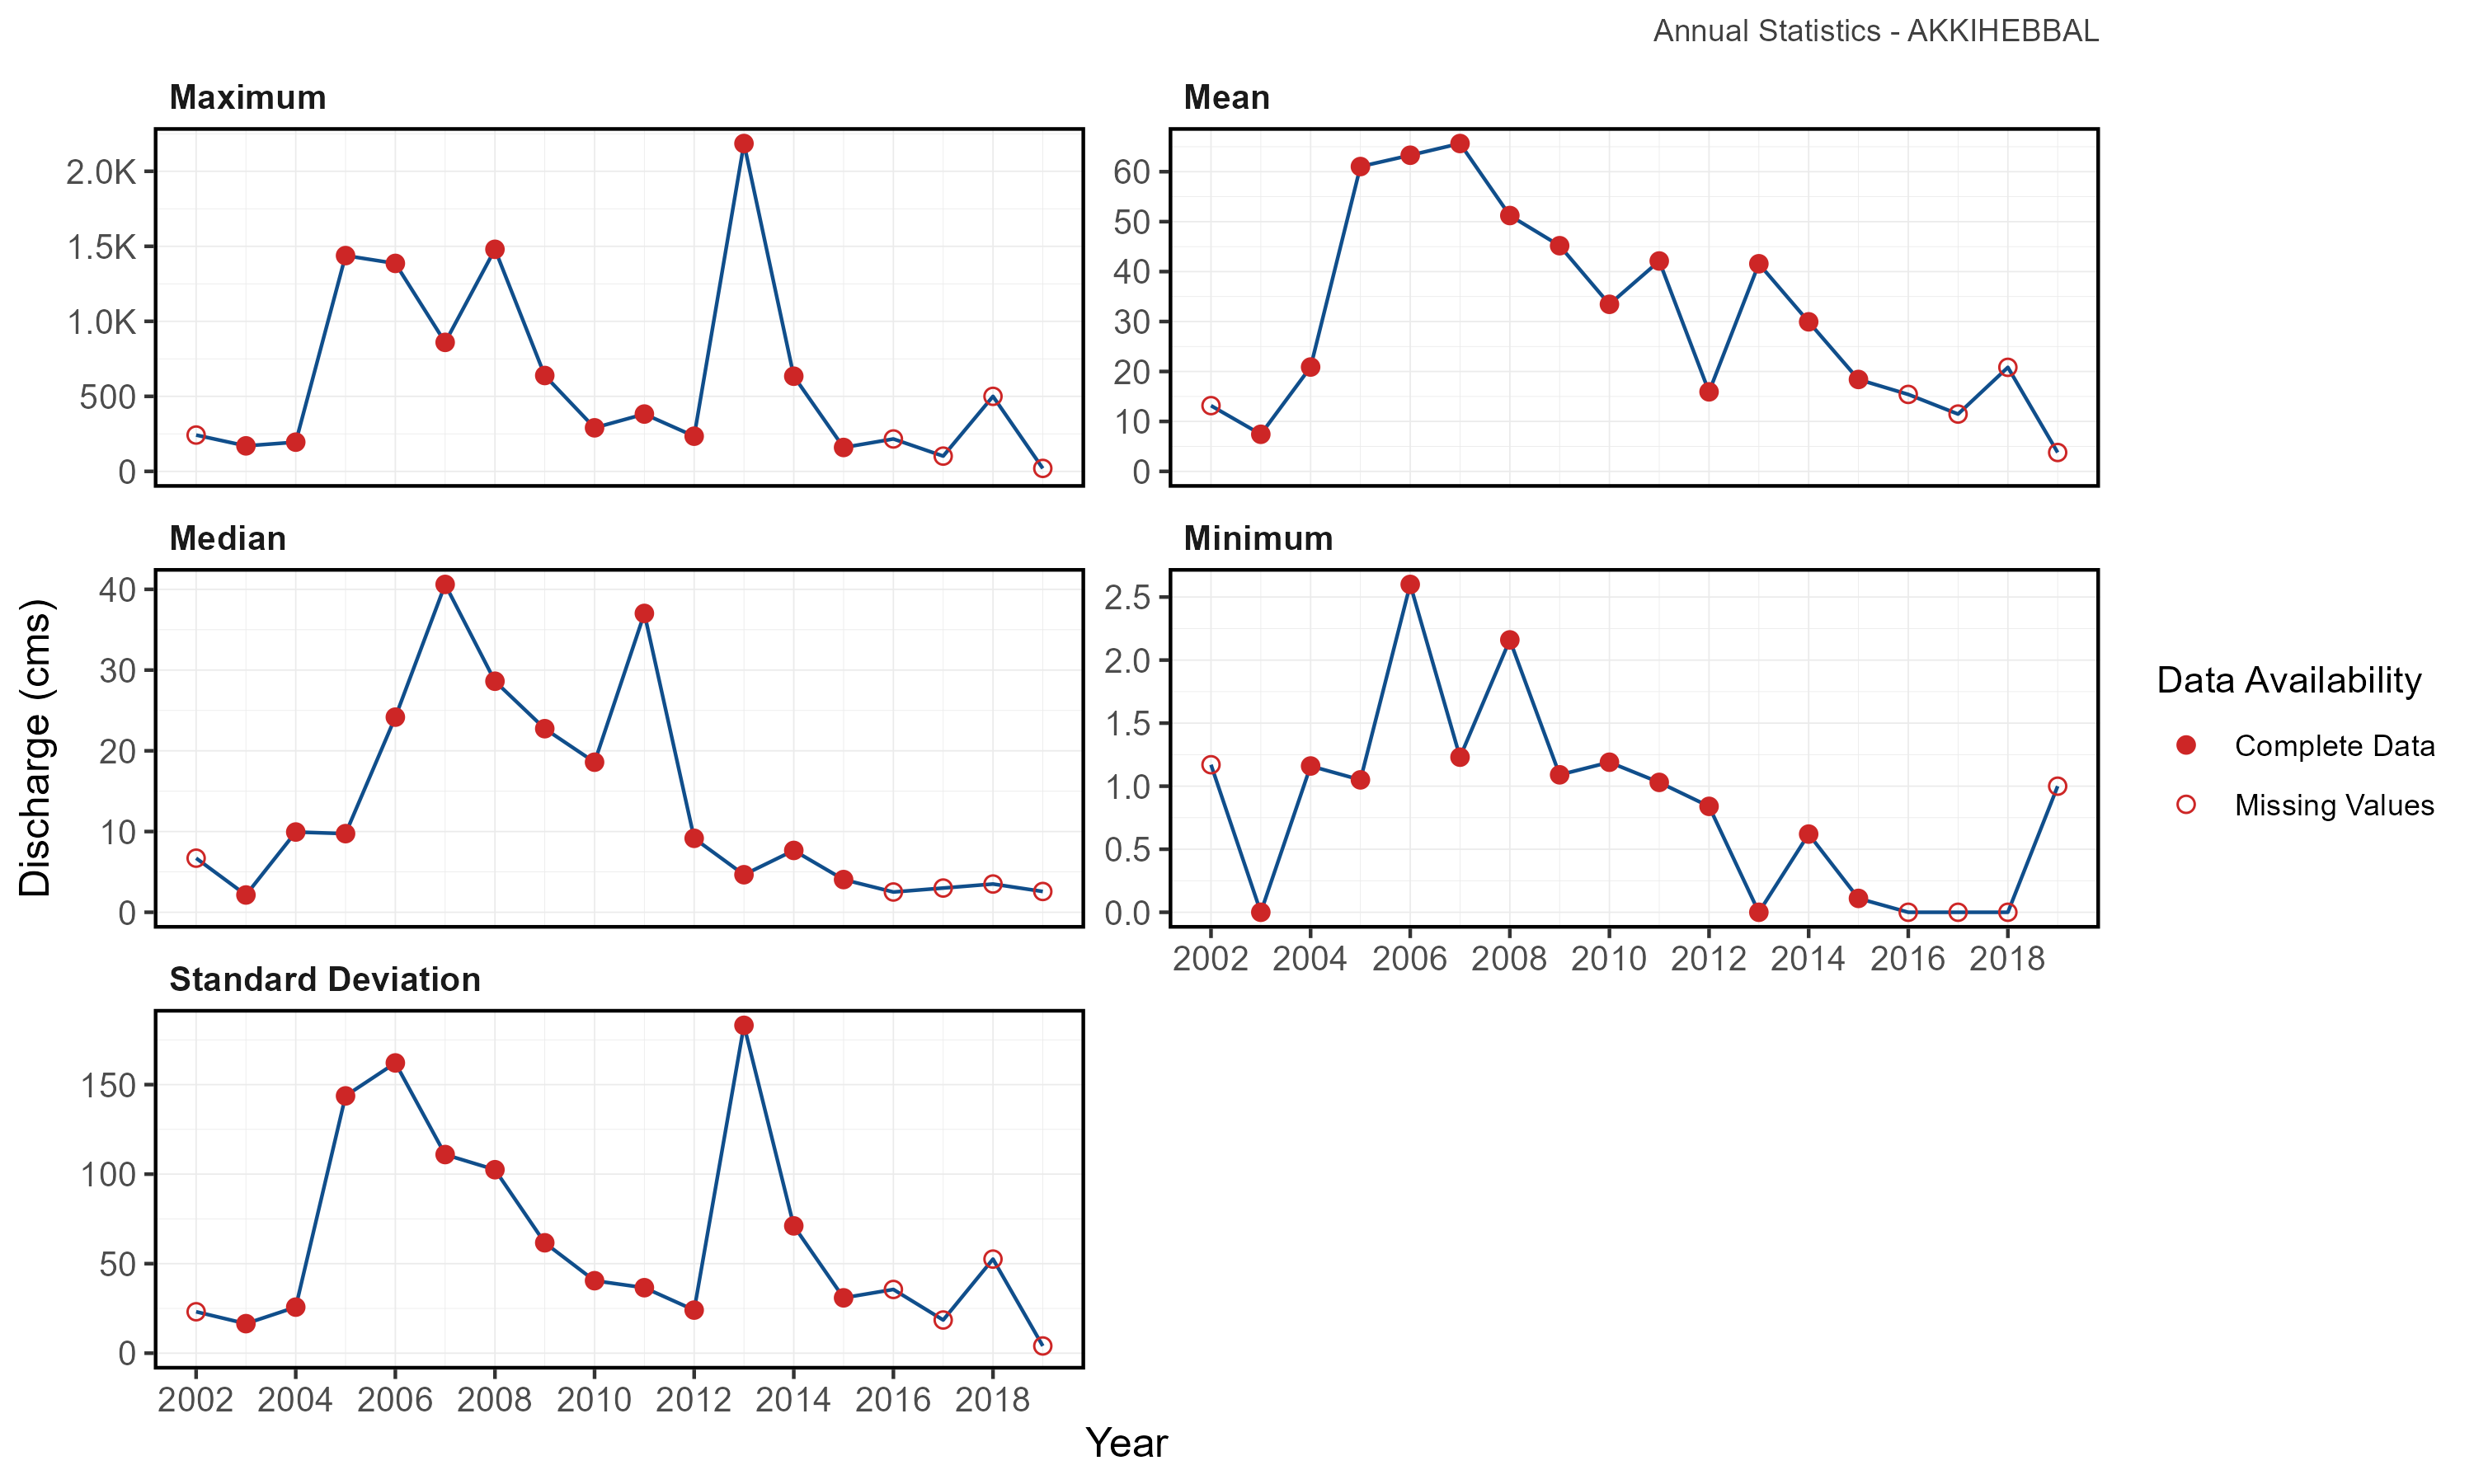 Annual Statistics - AKKIHEBBAL
Maximum
2.0K
1.5K
1.0K
500
0
Mean
60
50
40
30
20
10
0
Median
40
30
20
10
0
Minimum
2.5
2.0
1.5
1.0
0.5
0.0
2002 2004 2006 2008 2010 2012 2014 2016 2018
Standard Deviation
150
100
50
0
2002 2004 2006 2008 2010 2012 2014 2016 2018
Discharge (cms)
Year
Data Availability
Complete Data
Missing Values